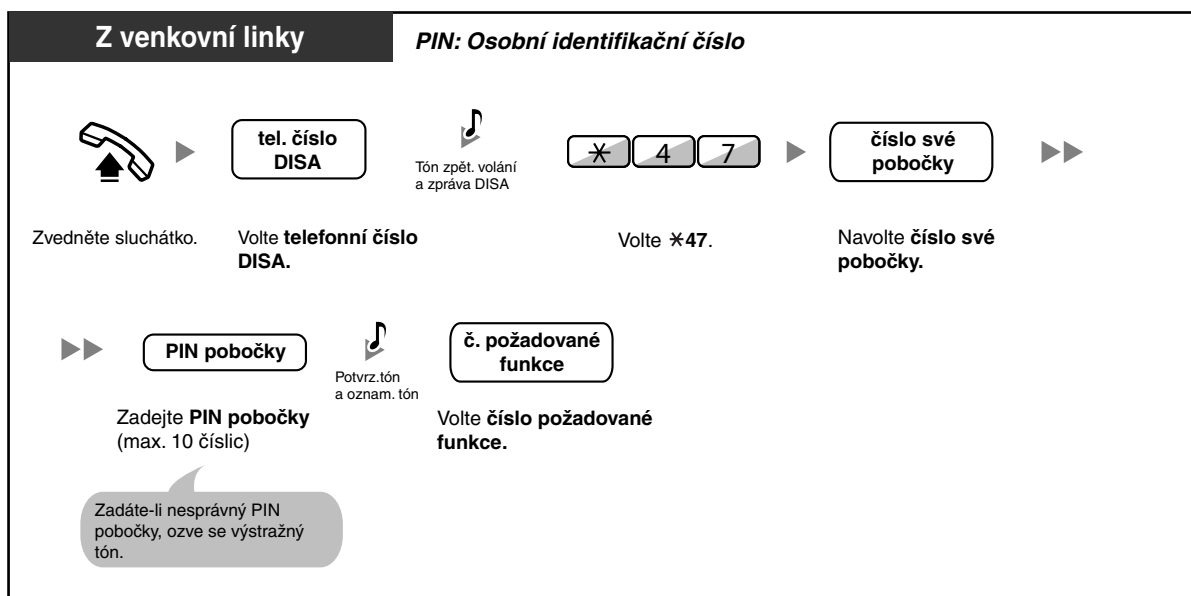 Z venkovní linky
PIN: Osobní identifikační číslo
tel. číslo
DISA
Tón zpět. volání
a zpráva DISA
✳ 4 7
číslo své
pobočky
Zvedněte sluchátko.
Volte telefonní číslo
DISA.
Volte ✳47.
Navolte číslo své
pobočky.
PIN pobočky
Potvrz.tón
a oznam. tón
č. požadované
funkce
Zadejte PIN pobočky
(max. 10 číslic)
Volte číslo požadované
funkce.
Zadáte-li nesprávný PIN
pobočky, ozve se výstražný
tón.